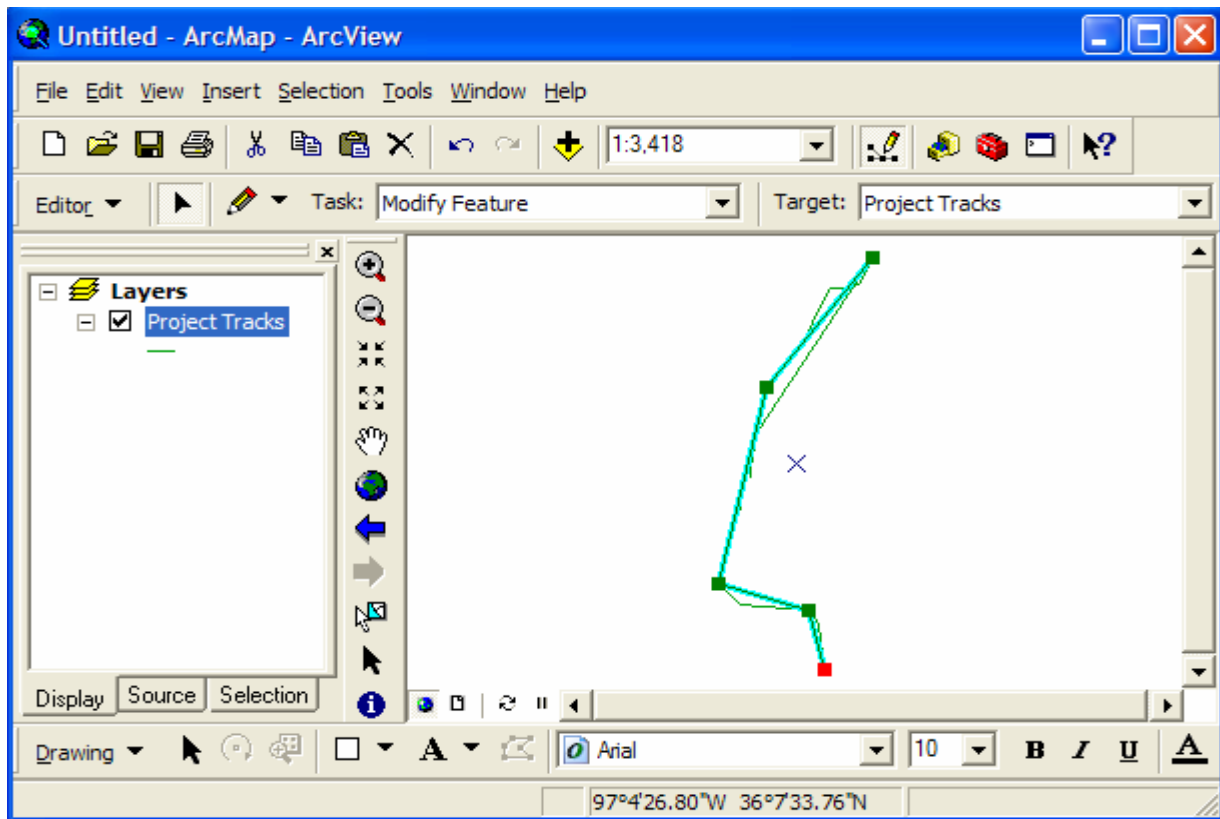 Untitled - ArcMap - ArcView
File Edit View Insert Selection Tools Window Help
1:3,418
Editor Task: Modify Feature Target: Project Tracks
Layers
Project Tracks
Display Source Selection
Drawing A Arial 10 B I U A
97°4'26.80"W 36°7'33.76"N